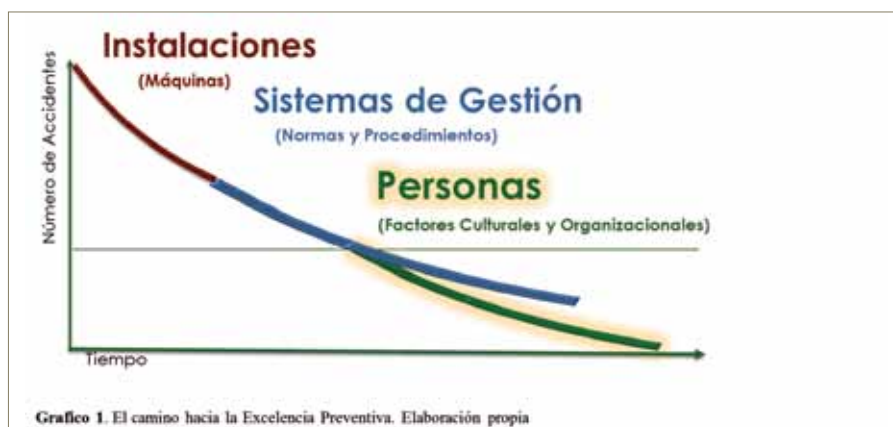 Instalaciones
(Máquinas)
Sistemas de Gestión
(Normas y Procedimientos)
Personas
(Factores Culturales y Organizacionales)
Número de Accidentes
Tiempo
Grafico 1. El camino hacia la Excelencia Preventiva. Elaboración propia